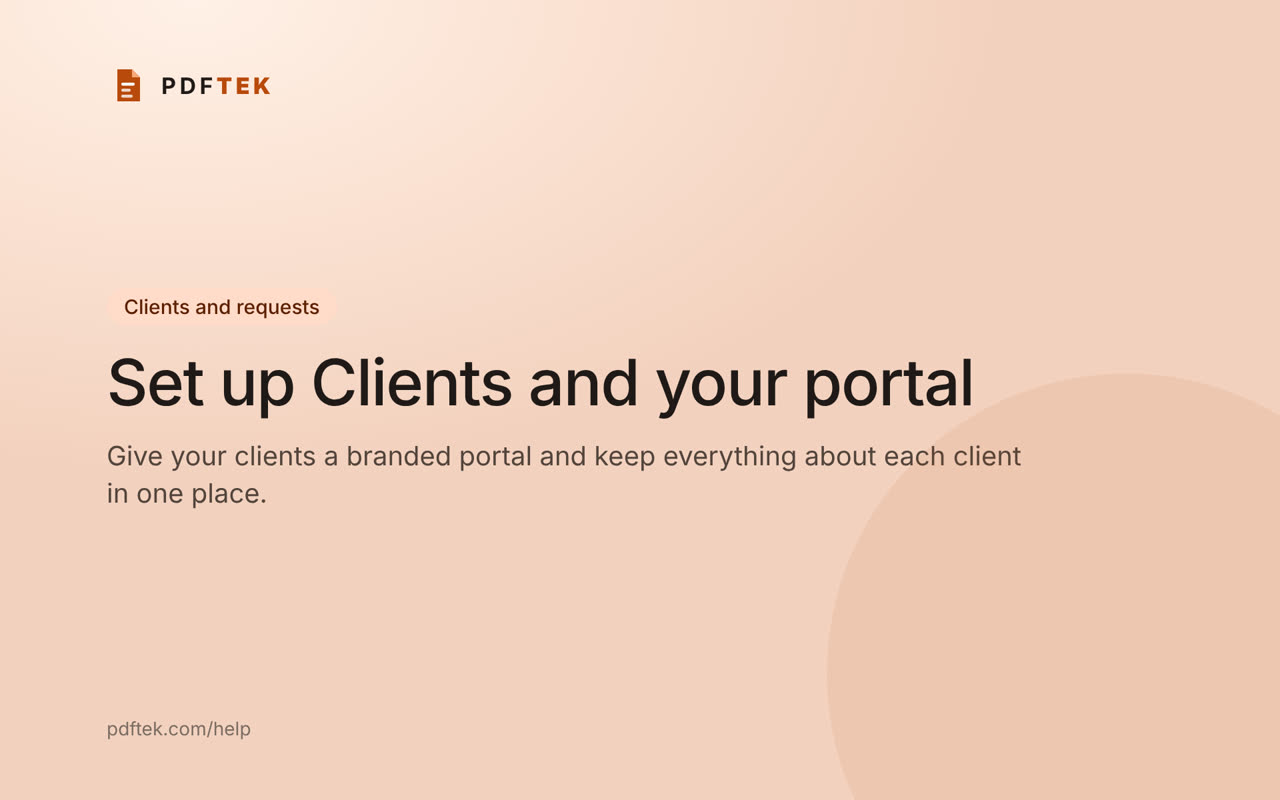 PDFTEK
Clients and requests
Set up Clients and your portal
Give your clients a branded portal and keep everything about each client
in one place.
pdftek.com/help